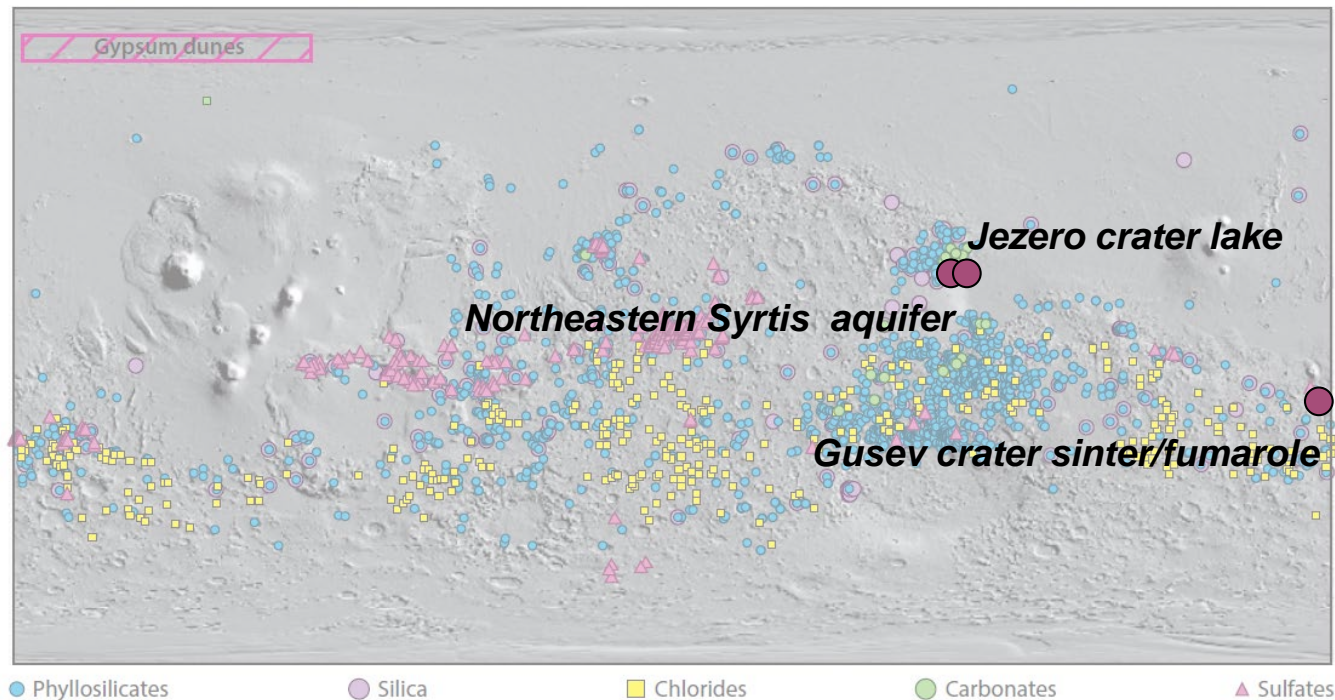 Gypsum dunes
Jezero crater lake
Northeastern Syrtis aquifer
Gusev crater sinter/fumarole
Phyllosilicates Silica Chlorides Carbonates Sulfates